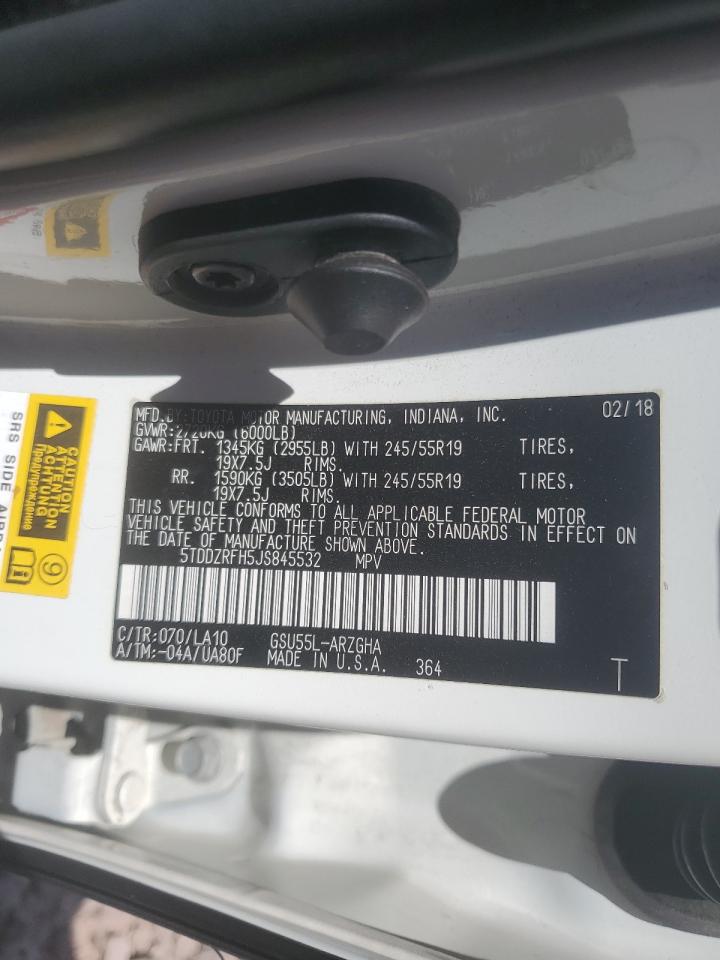 MFD.BY:TOYOTA MOTOR MANUFACTURING, INDIANA, INC. 02/18
GVWR:2720KG (6000LB)
GAWR:FRT. 1345KG (2955LB) WITH 245/55R19 TIRES,
19X7.5J RIMS.
RR. 1590KG (3505LB) WITH 245/55R19 TIRES,
19X7.5J RIMS.
THIS VEHICLE CONFORMS TO ALL APPLICABLE FEDERAL MOTOR
VEHICLE SAFETY AND THEFT PREVENTION STANDARDS IN EFFECT ON
THE DATE OF MANUFACTURE SHOWN ABOVE.
5TDDZRFH5JS845532 MPV
C/TR:070/LA10 GSU55L-ARZGHA
A/TM:-04A/UA80F MADE IN U.S.A. 364 T
CAUTION
ATTENTION
ACHTUNG
Предупреждение
9
SRS SIDE